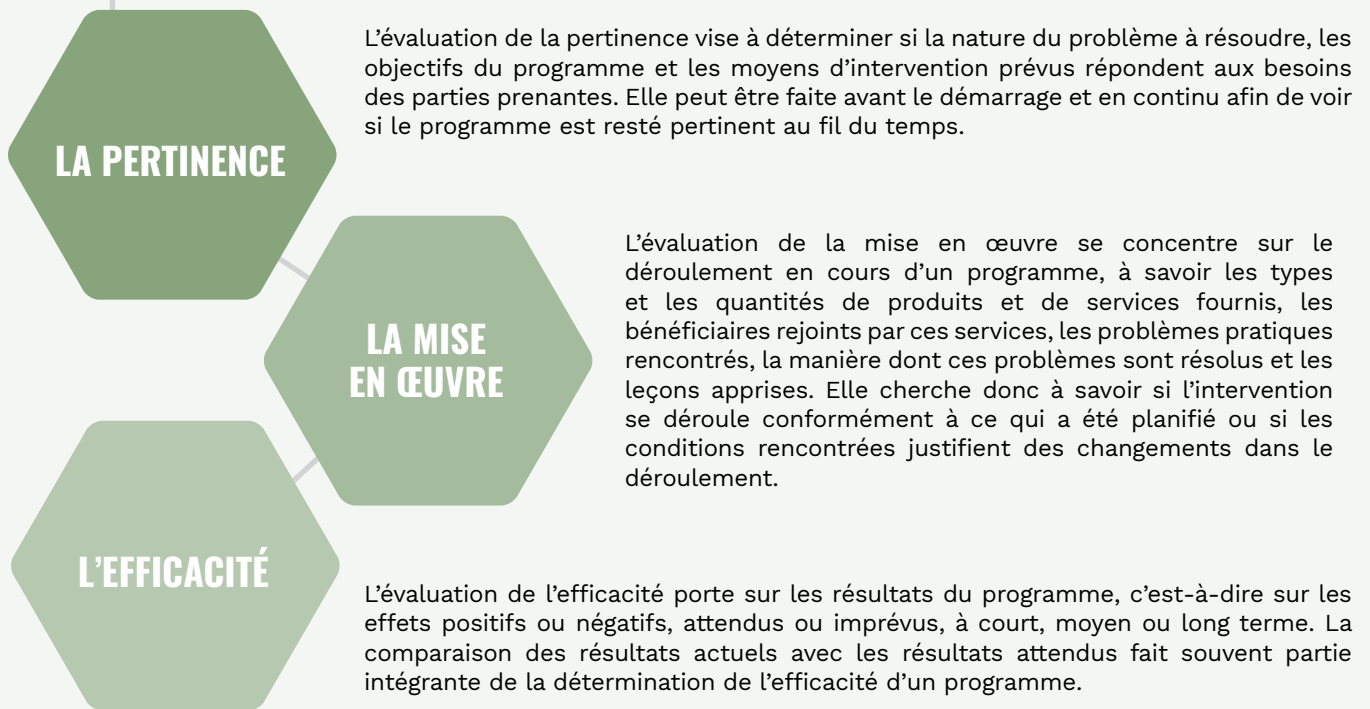 LA PERTINENCE
L’évaluation de la pertinence vise à déterminer si la nature du problème à résoudre, les
objectifs du programme et les moyens d’intervention prévus répondent aux besoins
des parties prenantes. Elle peut être faite avant le démarrage et en continu afin de voir
si le programme est resté pertinent au fil du temps.
LA MISE
EN ŒUVRE
L’évaluation de la mise en œuvre se concentre sur le
déroulement en cours d’un programme, à savoir les types
et les quantités de produits et de services fournis, les
bénéficiaires rejoints par ces services, les problèmes pratiques
rencontrés, la manière dont ces problèmes sont résolus et les
leçons apprises. Elle cherche donc à savoir si l’intervention
se déroule conformément à ce qui a été planifié ou si les
conditions rencontrées justifient des changements dans le
déroulement.
L’EFFICACITÉ
L’évaluation de l’efficacité porte sur les résultats du programme, c’est-à-dire sur les
effets positifs ou négatifs, attendus ou imprévus, à court, moyen ou long terme. La
comparaison des résultats actuels avec les résultats attendus fait souvent partie
intégrante de la détermination de l’efficacité d’un programme.